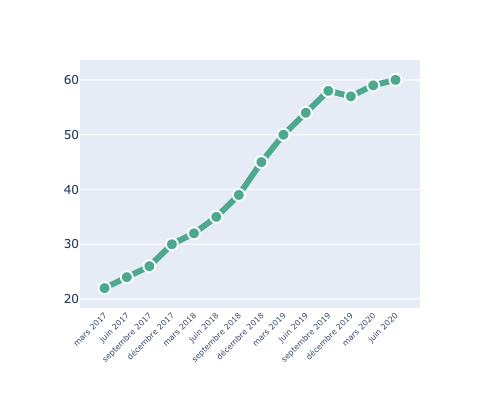 60
50
40
30
20
mars 2017
juin 2017
septembre 2017
décembre 2017
mars 2018
juin 2018
septembre 2018
décembre 2018
mars 2019
juin 2019
septembre 2019
décembre 2019
mars 2020
juin 2020